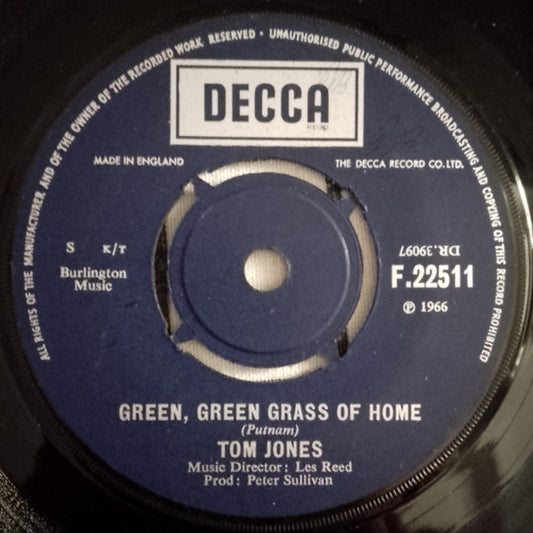 ALL RIGHTS OF THE MANUFACTURER AND OF THE OWNER OF THE RECORDED WORK RESERVED • UNAUTHORISED PUBLIC PERFORMANCE BROADCASTING AND COPYING OF THIS RECORD PROHIBITED
DECCA
MADE IN ENGLAND
THE DECCA RECORD CO. LTD.
S K/T
Burlington
Music
DR.39097
F.22511
℗ 1966
GREEN, GREEN GRASS OF HOME
(Putnam)
TOM JONES
Music Director: Les Reed
Prod: Peter Sullivan